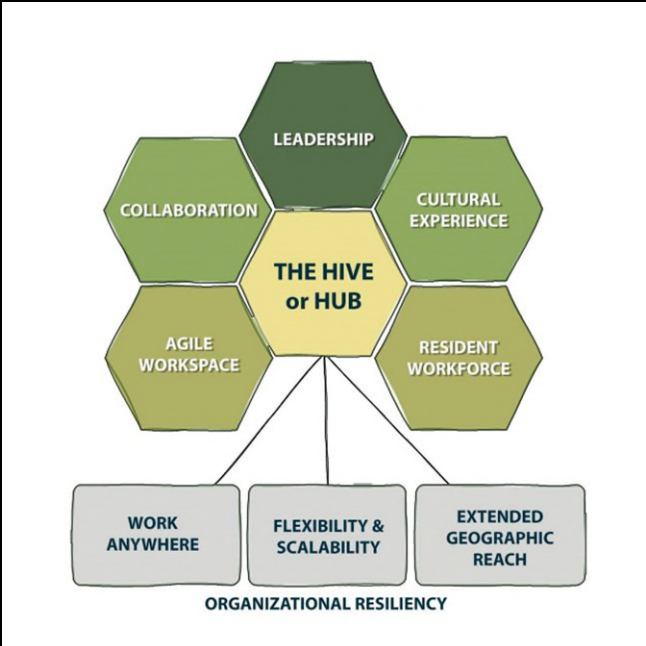 LEADERSHIP
COLLABORATION
CULTURAL
EXPERIENCE
THE HIVE
or HUB
AGILE
WORKSPACE
RESIDENT
WORKFORCE
WORK
ANYWHERE
FLEXIBILITY &
SCALABILITY
EXTENDED
GEOGRAPHIC
REACH
ORGANIZATIONAL RESILIENCY